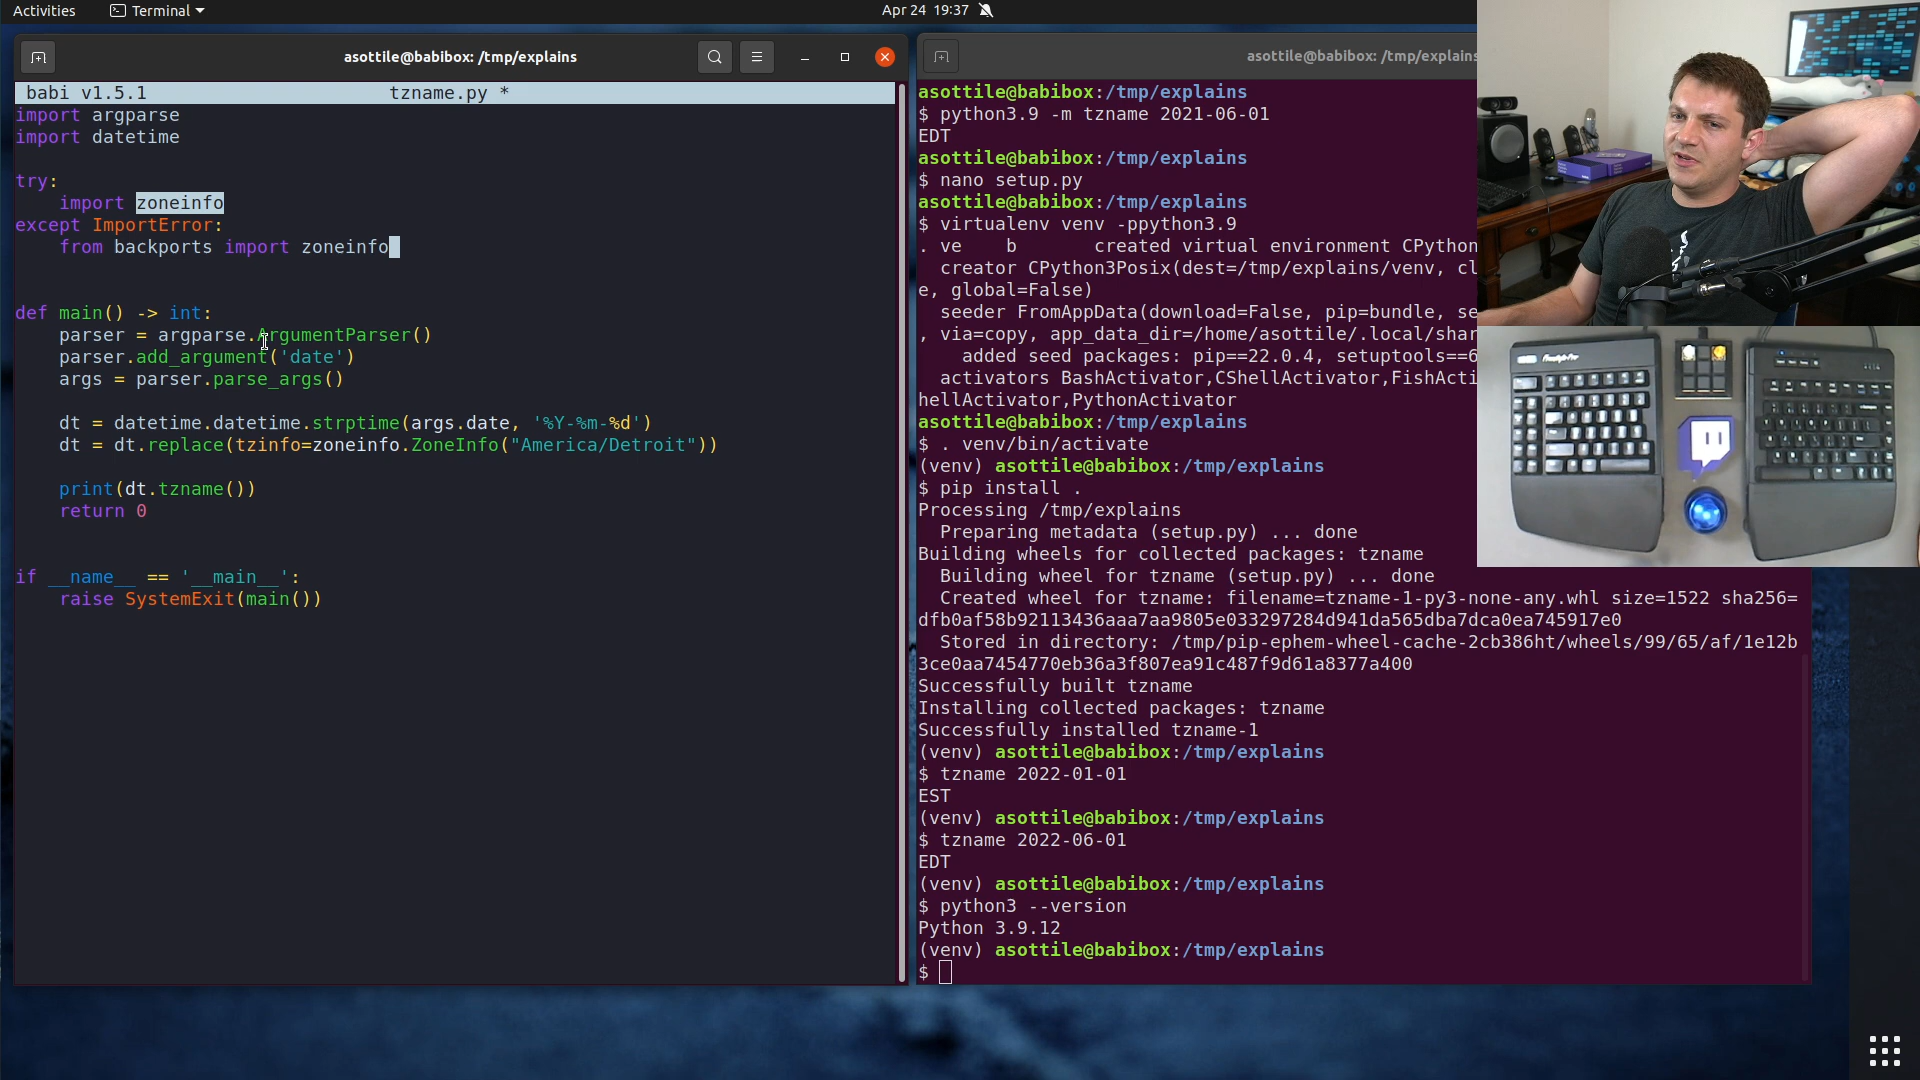 Activities
Terminal
Apr 24 19:37
asottile@babibox: /tmp/explains
babi v1.5.1 tzname.py *
import argparse
import datetime
try:
    import zoneinfo
except ImportError:
    from backports import zoneinfo
def main() -> int:
    parser = argparse.ArgumentParser()
    parser.add_argument('date')
    args = parser.parse_args()
    dt = datetime.datetime.strptime(args.date, '%Y-%m-%d')
    dt = dt.replace(tzinfo=zoneinfo.ZoneInfo("America/Detroit"))
    print(dt.tzname())
    return 0
if __name__ == '__main__':
    raise SystemExit(main())
asottile@babibox: /tmp/explains
asottile@babibox:/tmp/explains
$ python3.9 -m tzname 2021-06-01
EDT
asottile@babibox:/tmp/explains
$ nano setup.py
asottile@babibox:/tmp/explains
$ virtualenv venv -ppython3.9
. ve    b       created virtual environment CPython
  creator CPython3Posix(dest=/tmp/explains/venv, cl
e, global=False)
  seeder FromAppData(download=False, pip=bundle, se
, via=copy, app_data_dir=/home/asottile/.local/shar
    added seed packages: pip==22.0.4, setuptools==6
  activators BashActivator,CShellActivator,FishActi
hellActivator,PythonActivator
asottile@babibox:/tmp/explains
$ . venv/bin/activate
(venv) asottile@babibox:/tmp/explains
$ pip install .
Processing /tmp/explains
  Preparing metadata (setup.py) ... done
Building wheels for collected packages: tzname
  Building wheel for tzname (setup.py) ... done
  Created wheel for tzname: filename=tzname-1-py3-none-any.whl size=1522 sha256=
dfb0af58b92113436aaa7aa9805e033297284d941da565dba7dca0ea745917e0
  Stored in directory: /tmp/pip-ephem-wheel-cache-2cb386ht/wheels/99/65/af/1e12b
3ce0aa7454770eb36a3f807ea91c487f9d61a8377a400
Successfully built tzname
Installing collected packages: tzname
Successfully installed tzname-1
(venv) asottile@babibox:/tmp/explains
$ tzname 2022-01-01
EST
(venv) asottile@babibox:/tmp/explains
$ tzname 2022-06-01
EDT
(venv) asottile@babibox:/tmp/explains
$ python3 --version
Python 3.9.12
(venv) asottile@babibox:/tmp/explains
$